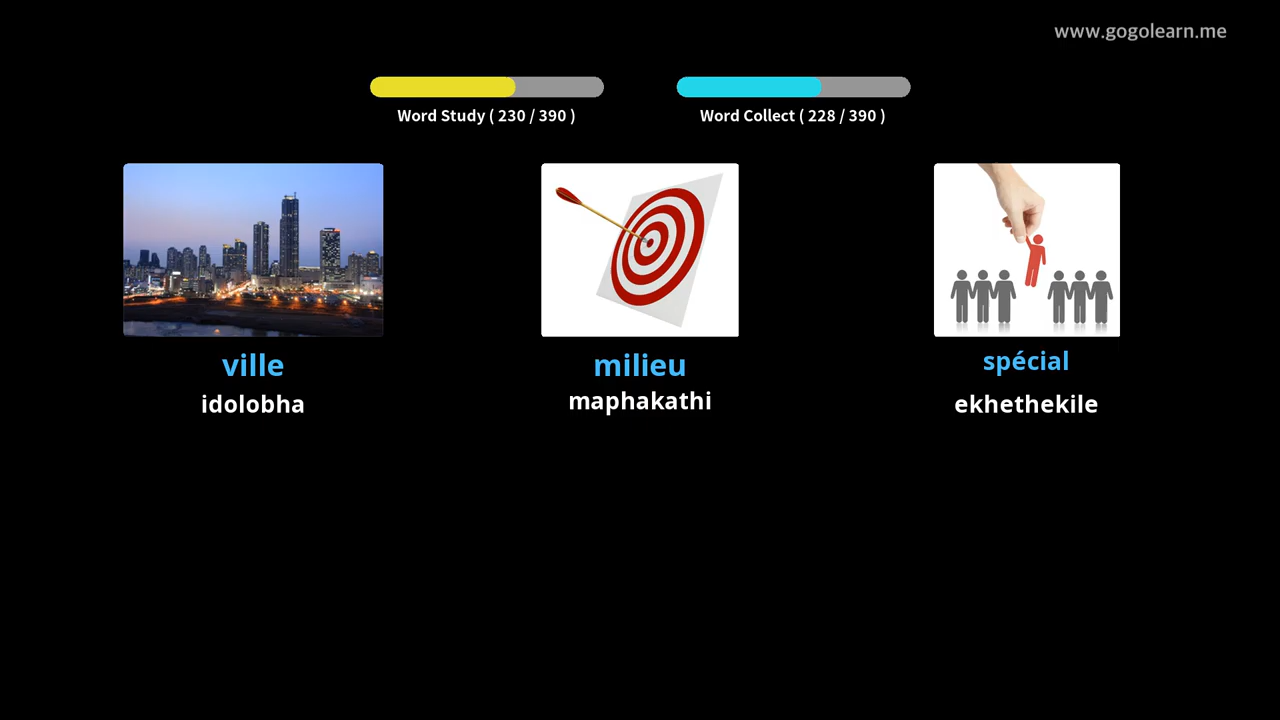 www.gogolearn.me
Word Study ( 230 / 390 )
Word Collect ( 228 / 390 )
ville
milieu
spécial
idolobha
maphakathi
ekhethekile